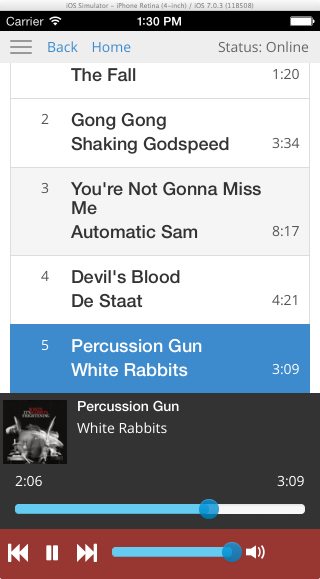 iOS Simulator - iPhone Retina (4-inch) / iOS 7.0.3 (11B508)
Carrier 1:30 PM
Back Home Status: Online
The Fall 1:20
2 Gong Gong
Shaking Godspeed 3:34
3 You're Not Gonna Miss
Me
Automatic Sam 8:17
4 Devil's Blood
De Staat 4:21
5 Percussion Gun
White Rabbits 3:09
Percussion Gun
White Rabbits
2:06 3:09